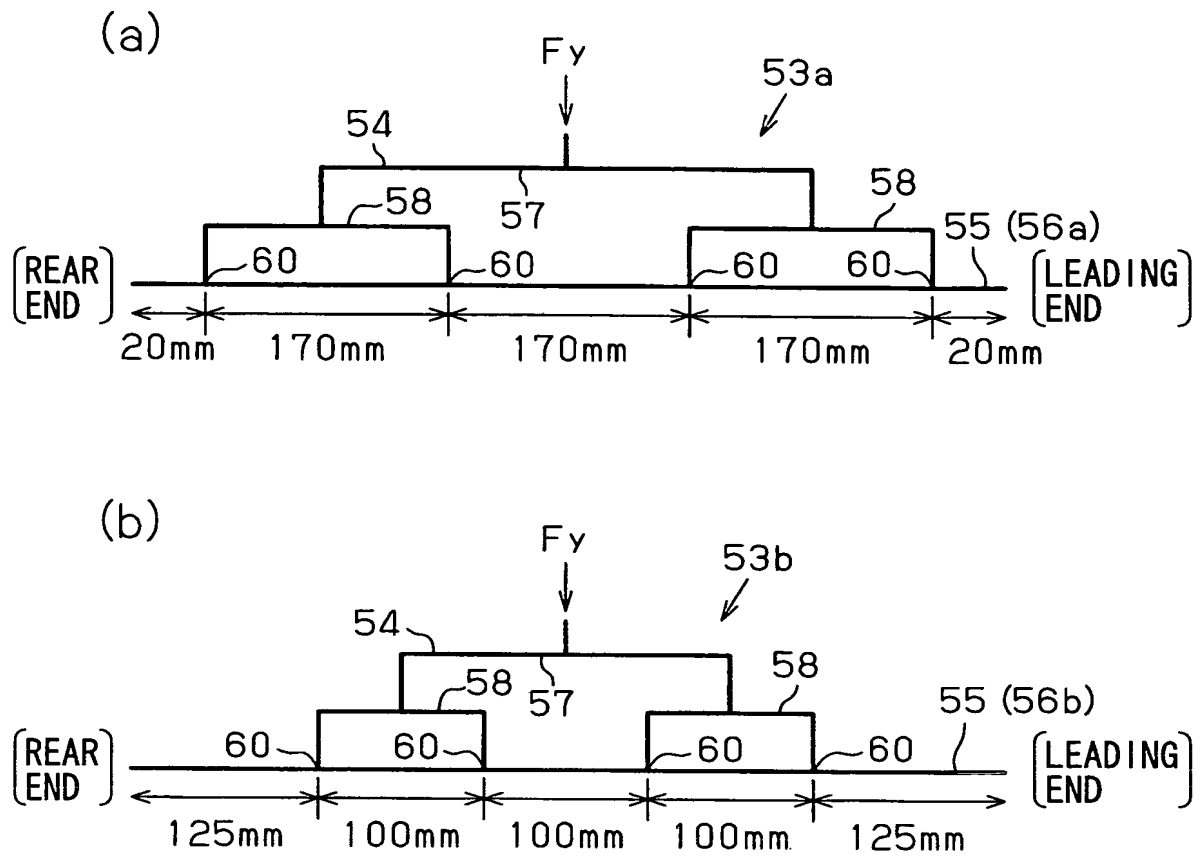 (a)
Fy
53a
54
57
58
58
55 (56a)
[REAR END]
60
60
60
60
[LEADING END]
20mm
170mm
170mm
170mm
20mm
(b)
Fy
53b
54
57
58
58
55 (56b)
[REAR END]
60
60
60
60
[LEADING END]
125mm
100mm
100mm
100mm
125mm